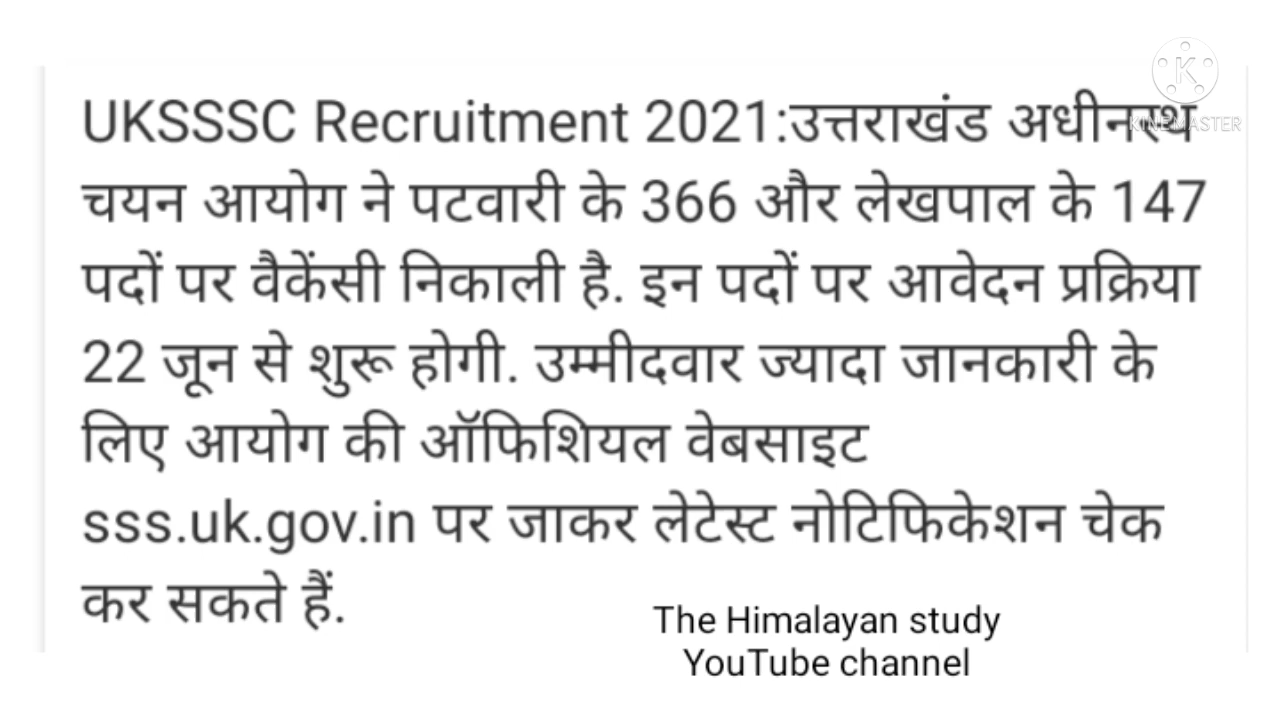 UKSSSC Recruitment 2021:उत्तराखंड अधीनस्थ
चयन आयोग ने पटवारी के 366 और लेखपाल के 147
पदों पर वैकेंसी निकाली है. इन पदों पर आवेदन प्रक्रिया
22 जून से शुरू होगी. उम्मीदवार ज्यादा जानकारी के
लिए आयोग की ऑफिशियल वेबसाइट
sss.uk.gov.in पर जाकर लेटेस्ट नोटिफिकेशन चेक
कर सकते हैं.
The Himalayan study
YouTube channel
K
KINEMASTER